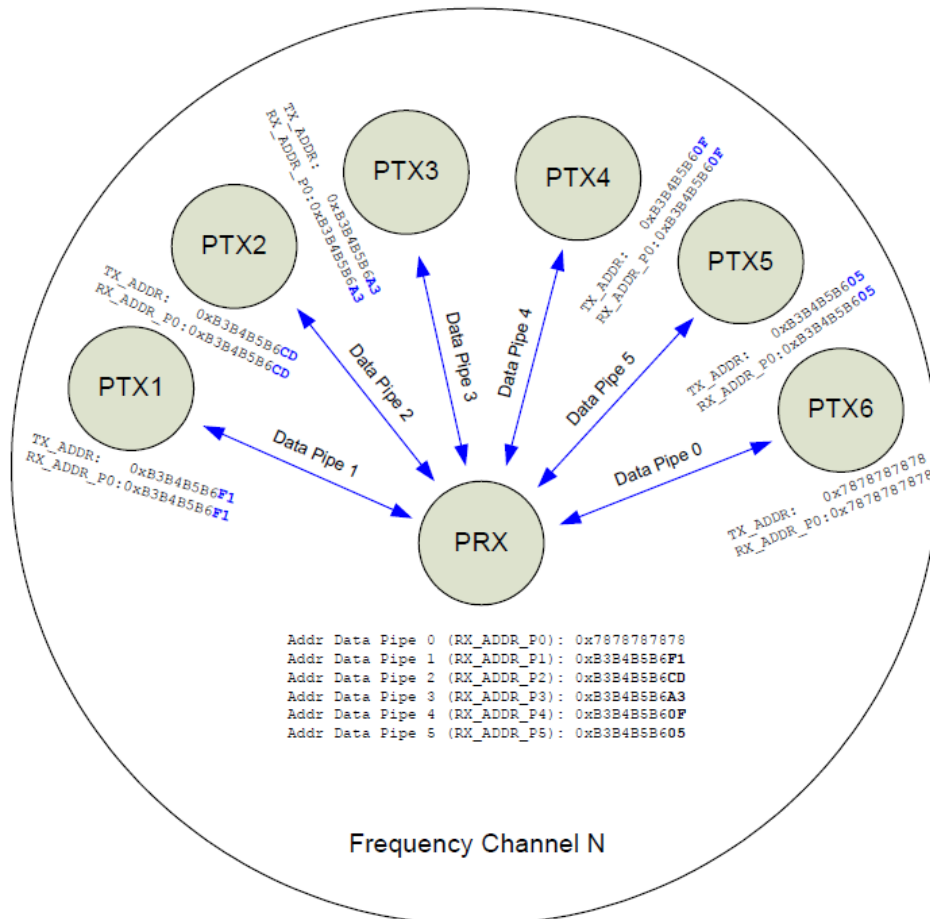 PTX3
PTX4
PTX2
PTX5
PTX1
PTX6
TX_ADDR: 0xB3B4B5B6F1
RX_ADDR_P0:0xB3B4B5B6F1
TX_ADDR: 0xB3B4B5B6CD
RX_ADDR_P0:0xB3B4B5B6CD
TX_ADDR: 0xB3B4B5B6A3
RX_ADDR_P0:0xB3B4B5B6A3
TX_ADDR: 0xB3B4B5B60F
RX_ADDR_P0:0xB3B4B5B60F
TX_ADDR: 0xB3B4B5B605
RX_ADDR_P0:0xB3B4B5B605
TX_ADDR: 0x7878787878
RX_ADDR_P0:0x7878787878
Data Pipe 1
Data Pipe 2
Data Pipe 3
Data Pipe 4
Data Pipe 5
Data Pipe 0
PRX
Addr Data Pipe 0 (RX_ADDR_P0): 0x7878787878
Addr Data Pipe 1 (RX_ADDR_P1): 0xB3B4B5B6F1
Addr Data Pipe 2 (RX_ADDR_P2): 0xB3B4B5B6CD
Addr Data Pipe 3 (RX_ADDR_P3): 0xB3B4B5B6A3
Addr Data Pipe 4 (RX_ADDR_P4): 0xB3B4B5B60F
Addr Data Pipe 5 (RX_ADDR_P5): 0xB3B4B5B605
Frequency Channel N